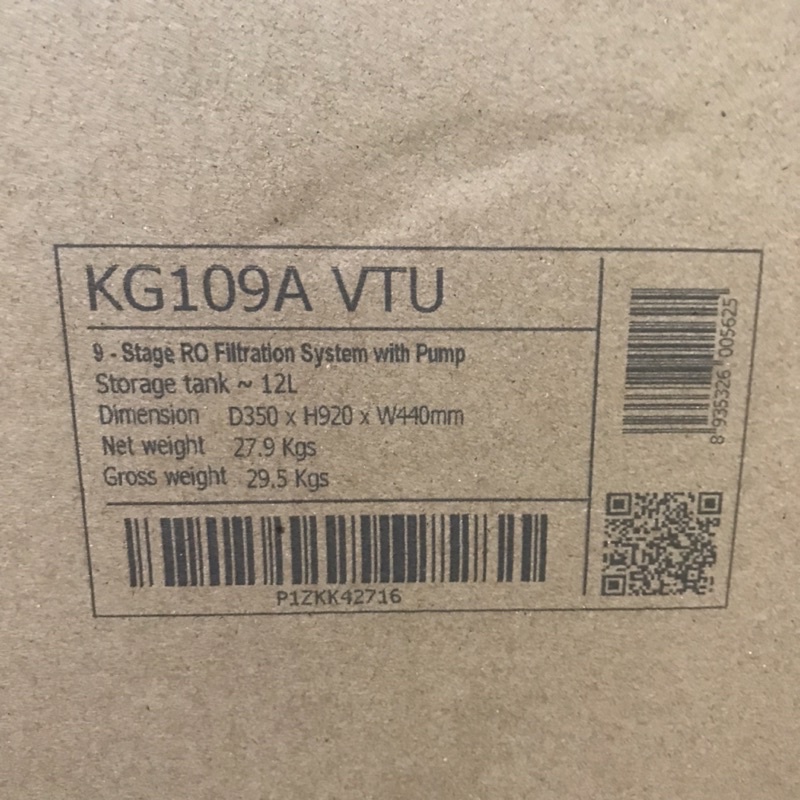 KG109A VTU
9 - Stage RO Filtration System with Pump
Storage tank ~ 12L
Dimension D350 x H920 x W440mm
Net weight 27.9 Kgs
Gross weight 29.5 Kgs
P1ZKK42716
8 935326 005625